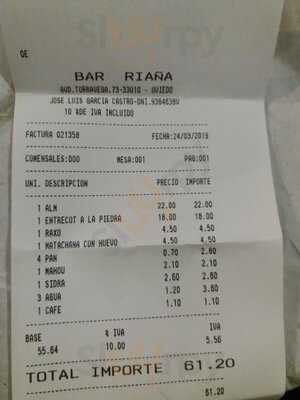 OE
BAR RIAÑA
AVD.TORRAVEGA.73-33010 - OVIEDO
JOSE LUIS GARCIA CASTRO-DNI.9364638V
10 %DE IVA INCLUIDO
FACTURA 021358 FECHA:24/03/2019
COMENSALES:000 MESA:001 PAG:001
UNI. DESCRIPCION PRECIO IMPORTE
1 ALM 22.00 22.00
1 ENTRECOT A LA PIEDRA 18.00 18.00
1 RAXO 4.50 4.50
1 MATACHANA CON HUEVO 4.50 4.50
4 PAN 0.70 2.80
1 MAHOU 2.10 2.10
1 SIDRA 2.60 2.60
3 AGUA 1.20 3.60
1 CAFE 1.10 1.10
BASE % IVA IVA
55.64 10.00 5.56
TOTAL IMPORTE 61.20
61.20